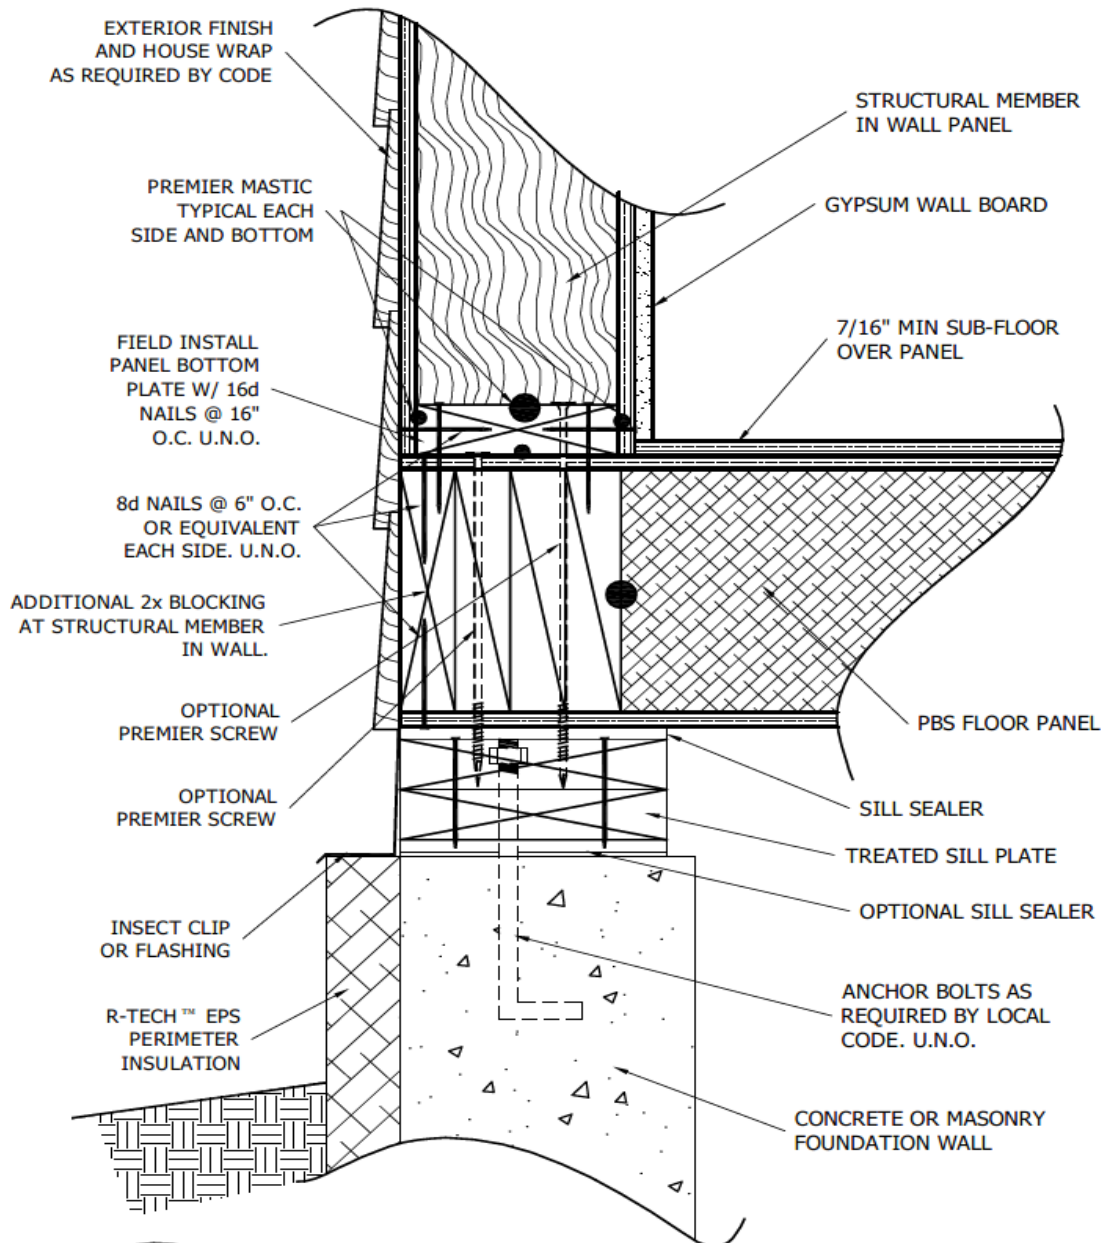 EXTERIOR FINISH
AND HOUSE WRAP
AS REQUIRED BY CODE
PREMIER MASTIC
TYPICAL EACH
SIDE AND BOTTOM
FIELD INSTALL
PANEL BOTTOM
PLATE W/ 16d
NAILS @ 16"
O.C. U.N.O.
8d NAILS @ 6" O.C.
OR EQUIVALENT
EACH SIDE. U.N.O.
ADDITIONAL 2x BLOCKING
AT STRUCTURAL MEMBER
IN WALL.
OPTIONAL
PREMIER SCREW
OPTIONAL
PREMIER SCREW
INSECT CLIP
OR FLASHING
R-TECH™ EPS
PERIMETER
INSULATION
STRUCTURAL MEMBER
IN WALL PANEL
GYPSUM WALL BOARD
7/16" MIN SUB-FLOOR
OVER PANEL
PBS FLOOR PANEL
SILL SEALER
TREATED SILL PLATE
OPTIONAL SILL SEALER
ANCHOR BOLTS AS
REQUIRED BY LOCAL
CODE. U.N.O.
CONCRETE OR MASONRY
FOUNDATION WALL